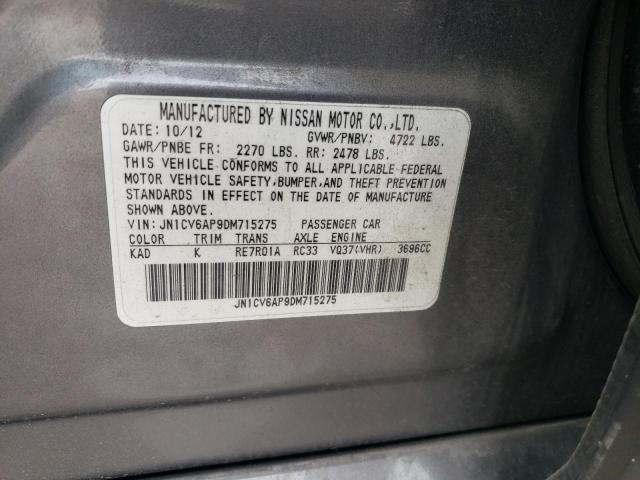 MANUFACTURED BY NISSAN MOTOR CO.,LTD.
DATE: 10/12 GVWR/PNBV: 4722 LBS.
GAWR/PNBE FR: 2270 LBS. RR: 2478 LBS.
THIS VEHICLE CONFORMS TO ALL APPLICABLE FEDERAL
MOTOR VEHICLE SAFETY,BUMPER,AND THEFT PREVENTION
STANDARDS IN EFFECT ON THE DATE OF MANUFACTURE
SHOWN ABOVE.
VIN: JN1CV6AP9DM715275 PASSENGER CAR
COLOR TRIM TRANS AXLE ENGINE
KAD K RE7R01A RC33 VQ37(VHR) 3696CC
JN1CV6AP9DM715275